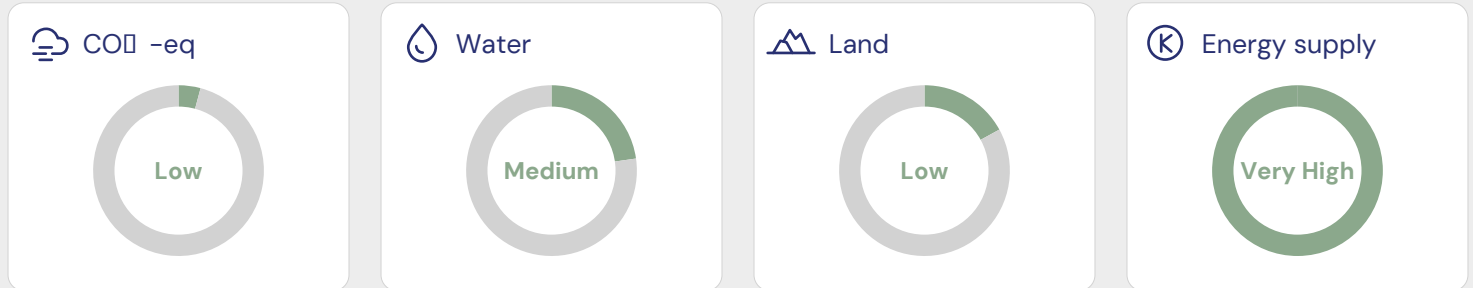 CO▯ -eq
Water
Land
Energy supply
Low
Medium
Low
Very High